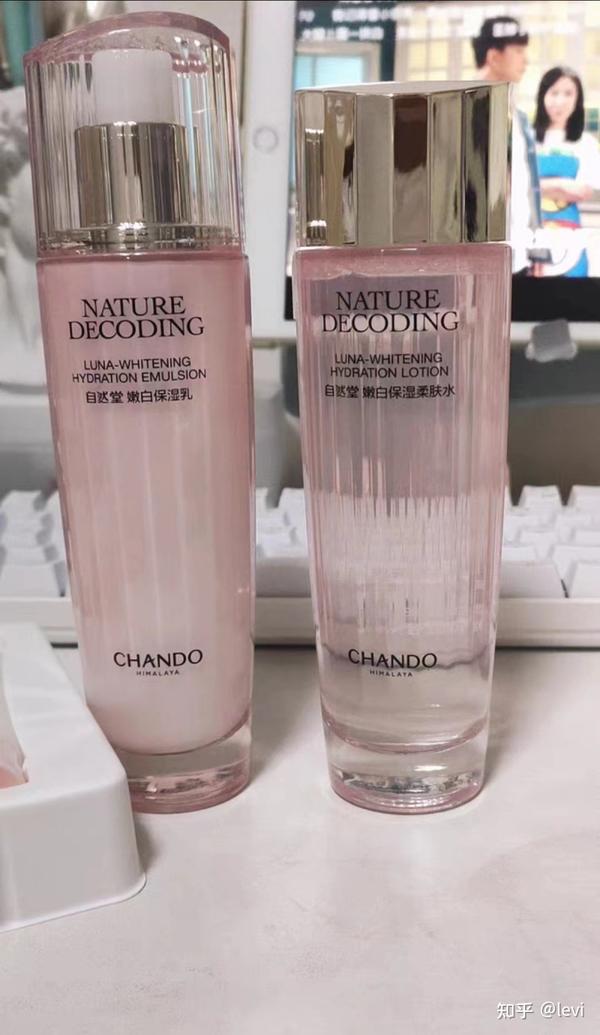 NATURE
DECODING
LUNA-WHITENING
HYDRATION EMULSION
自然堂 嫩白保湿乳
CHANDO
HIMALAYA
NATURE
DECODING
LUNA-WHITENING
HYDRATION LOTION
自然堂 嫩白保湿柔肤水
CHANDO
HIMALAYA
知乎 @levi